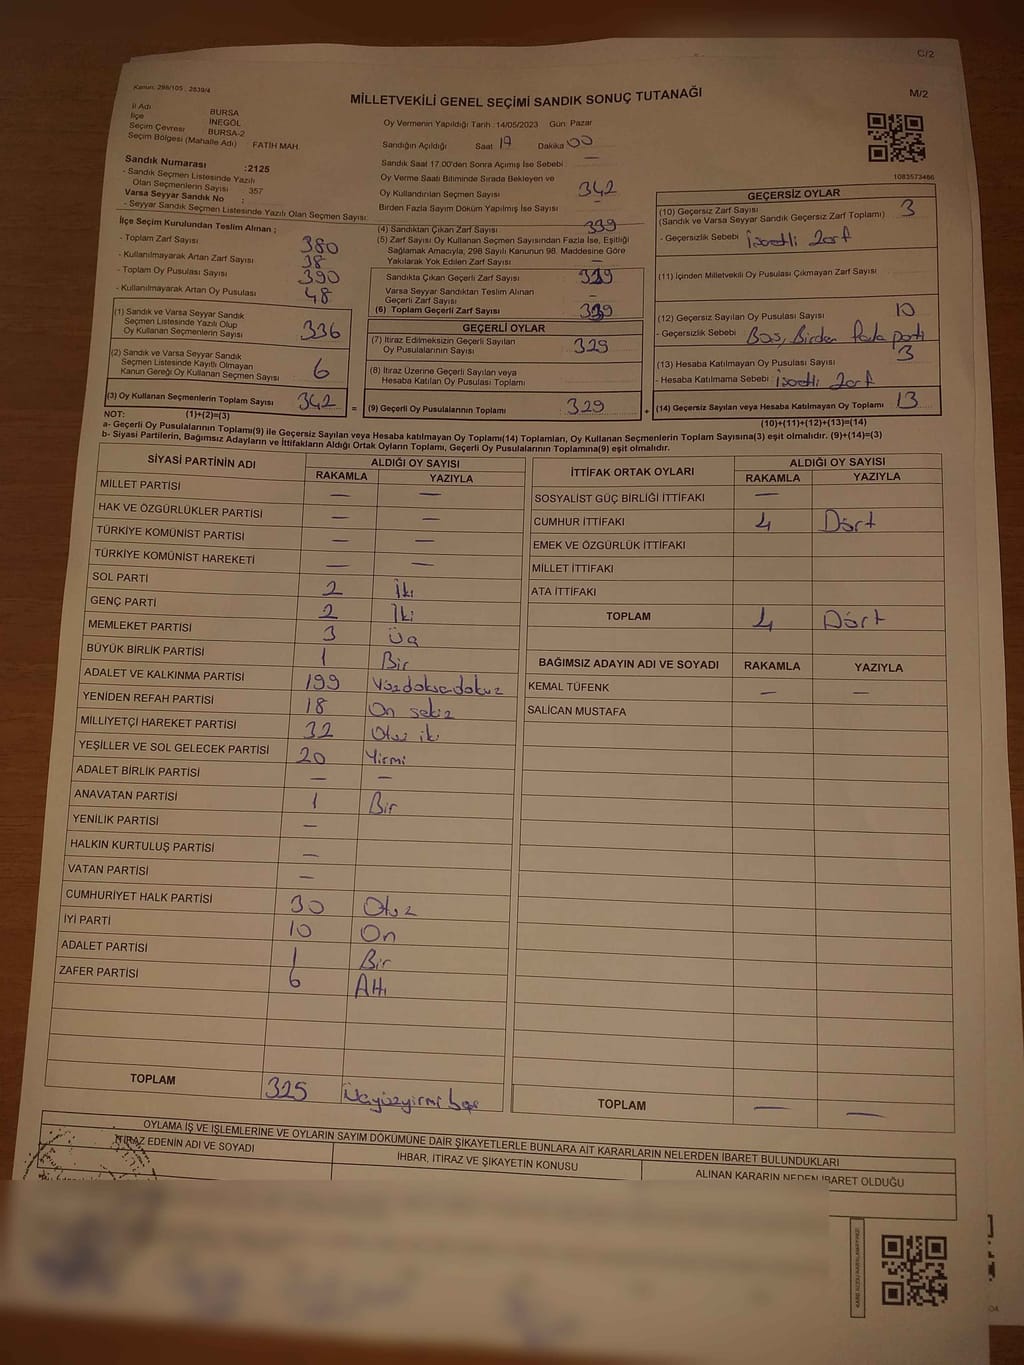 C/2
Kanun: 298/105 , 2839/4
MİLLETVEKİLİ GENEL SEÇİMİ SANDIK SONUÇ TUTANAĞI
M/2
İl Adı BURSA
İlçe İNEGÖL
Seçim Çevresi BURSA-2
Seçim Bölgesi (Mahalle Adı) FATIH MAH
Sandık Numarası :2125
- Sandık Seçmen Listesinde Yazılı
Olan Seçmenlerin Sayısı : 357
Varsa Seyyar Sandık No :
- Seyyar Sandık Seçmen Listesinde Yazılı Olan Seçmen Sayısı:
İlçe Seçim Kurulundan Teslim Alınan ;
- Toplam Zarf Sayısı 380
- Kullanılmayarak Artan Zarf Sayısı 38
- Toplam Oy Pusulası Sayısı 390
- Kullanılmayarak Artan Oy Pusulası 48
(1) Sandık ve Varsa Seyyar Sandık
Seçmen Listesinde Yazılı Olup
Oy Kullanan Seçmenlerin Sayısı 336
(2) Sandık ve Varsa Seyyar Sandık
Seçmen Listesinde Kayıtlı Olmayan
Kanun Gereği Oy Kullanan Seçmen Sayısı 6
(3) Oy Kullanan Seçmenlerin Toplam Sayısı 342 =
Oy Vermenin Yapıldığı Tarih :14/05/2023 Gün: Pazar
Sandığın Açıldığı Saat 17 Dakika 00
Sandık Saat 17.00'den Sonra Açımış İse Sebebi —
Oy Verme Saati Bitiminde Sırada Bekleyen ve
Oy Kullandırılan Seçmen Sayısı 342
Birden Fazla Sayım Döküm Yapılmış İse Sayısı —
(4) Sandıktan Çıkan Zarf Sayısı 339
(5) Zarf Sayısı Oy Kullanan Seçmen Sayısından Fazla İse, Eşitliği
Sağlamak Amacıyla, 298 Sayılı Kanunun 98. Maddesine Göre
Yakılarak Yok Edilen Zarf Sayısı —
Sandıkta Çıkan Geçerli Zarf Sayısı 339
Varsa Seyyar Sandıktan Teslim Alınan
Geçerli Zarf Sayısı —
(6) Toplam Geçerli Zarf Sayısı 339
GEÇERLİ OYLAR
(7) İtiraz Edilmeksizin Geçerli Sayılan
Oy Pusulalarının Sayısı 329
(8) İtiraz Üzerine Geçerli Sayılan veya
Hesaba Katılan Oy Pusulası Toplamı
(9) Geçerli Oy Pusulalarının Toplamı 329 +
1083573486
GEÇERSİZ OYLAR
(10) Geçersiz Zarf Sayısı 3
(Sandık ve Varsa Seyyar Sandık Geçersiz Zarf Toplamı)
- Geçersizlik Sebebi işaretli Zarf
(11) İçinden Milletvekili Oy Pusulası Çıkmayan Zarf Sayısı
(12) Geçersiz Sayılan Oy Pusulası Sayısı 10
- Geçersizlik Sebebi Boş, Birden fazla parti
(13) Hesaba Katılmayan Oy Pusulası Sayısı 3
- Hesaba Katılmama Sebebi işaretli Zarf
(14) Geçersiz Sayılan veya Hesaba Katılmayan Oy Toplamı 13
NOT: (1)+(2)=(3) (10)+(11)+(12)+(13)=(14)
a- Geçerli Oy Pusulalarının Toplamı(9) ile Geçersiz Sayılan veya Hesaba katılmayan Oy Toplamı(14) Toplamları, Oy Kullanan Seçmenlerin Toplam Sayısına(3) eşit olmalıdır. (9)+(14)=(3)
b- Siyasi Partilerin, Bağımsız Adayların ve İttifakların Aldığı Ortak Oyların Toplamı, Geçerli Oy Pusulalarının Toplamına(9) eşit olmalıdır.
SİYASİ PARTİNİN ADI ALDIĞI OY SAYISI
RAKAMLA YAZIYLA
MİLLET PARTİSI — —
HAK VE ÖZGÜRLÜKLER PARTİSİ — —
TÜRKİYE KOMÜNIST PARTİSİ — —
TÜRKİYE KOMÜNIST HAREKETİ — —
SOL PARTİ 2 İki
GENÇ PARTİ 2 İki
MEMLEKET PARTİSİ 3 Üç
BÜYÜK BİRLİK PARTİSİ 1 Bir
ADALET VE KALKINMA PARTİSİ 199 Yüzdoksadokuz
YENİDEN REFAH PARTİSİ 18 On sekiz
MİLLİYETÇİ HAREKET PARTİSİ 32 Otuz iki
YEŞİLLER VE SOL GELECEK PARTİSİ 20 Yirmi
ADALET BİRLİK PARTİSİ — —
ANAVATAN PARTİSİ 1 Bir
YENİLİK PARTİSİ —
HALKIN KURTULUŞ PARTİSİ —
VATAN PARTİSİ —
CUMHURİYET HALK PARTİSİ 30 Otuz
İYİ PARTİ 10 On
ADALET PARTİSİ 1 Bir
ZAFER PARTİSİ 6 Altı
TOPLAM 325 Üçyüzyirmi beş
İTTİFAK ORTAK OYLARI ALDIĞI OY SAYISI
RAKAMLA YAZIYLA
SOSYALİST GÜÇ BİRLİĞİ İTTİFAKI —
CUMHUR İTTİFAKI 4 Dört
EMEK VE ÖZGÜRLÜK İTTİFAKI
MİLLET İTTİFAKI
ATA İTTİFAKI
TOPLAM 4 Dört
BAĞIMSIZ ADAYIN ADI VE SOYADI RAKAMLA YAZIYLA
KEMAL TÜFENK — —
SALİCAN MUSTAFA
TOPLAM — —
OYLAMA İŞ VE İŞLEMLERİNE VE OYLARIN SAYIM DÖKÜMÜNE DAİR ŞİKAYETLERLE BUNLARA AİT KARARLARIN NELERDEN İBARET BULUNDUKLARI
İTİRAZ EDENİN ADI VE SOYADI İHBAR, İTİRAZ VE ŞİKAYETİN KONUSU ALINAN KARARIN NEDEN İBARET OLDUĞU